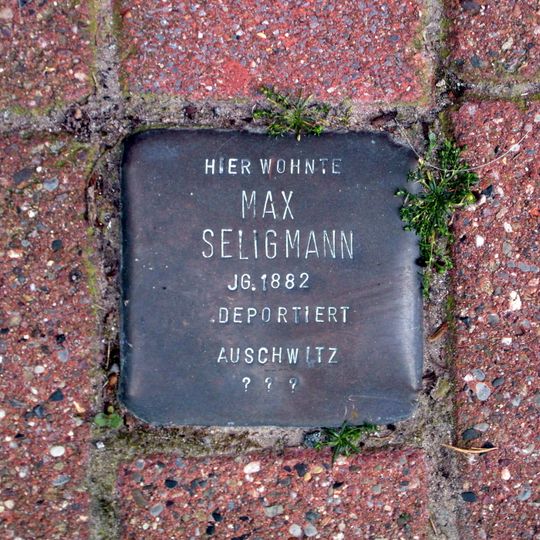 HIER WOHNTE
MAX
SELIGMANN
JG. 1882
DEPORTIERT
AUSCHWITZ
? ? ?